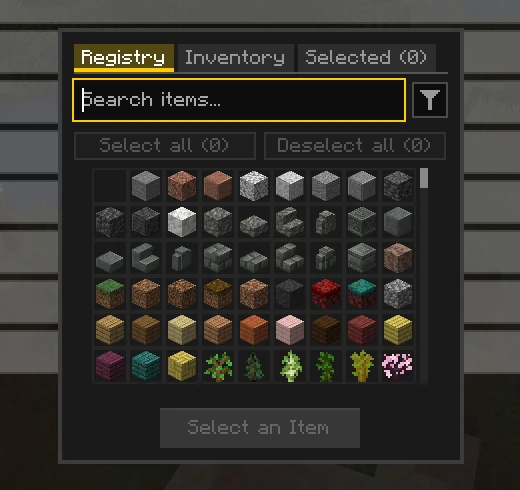 Registry Inventory Selected (0)
Search items...
Select all (0) Deselect all (0)
Select an Item